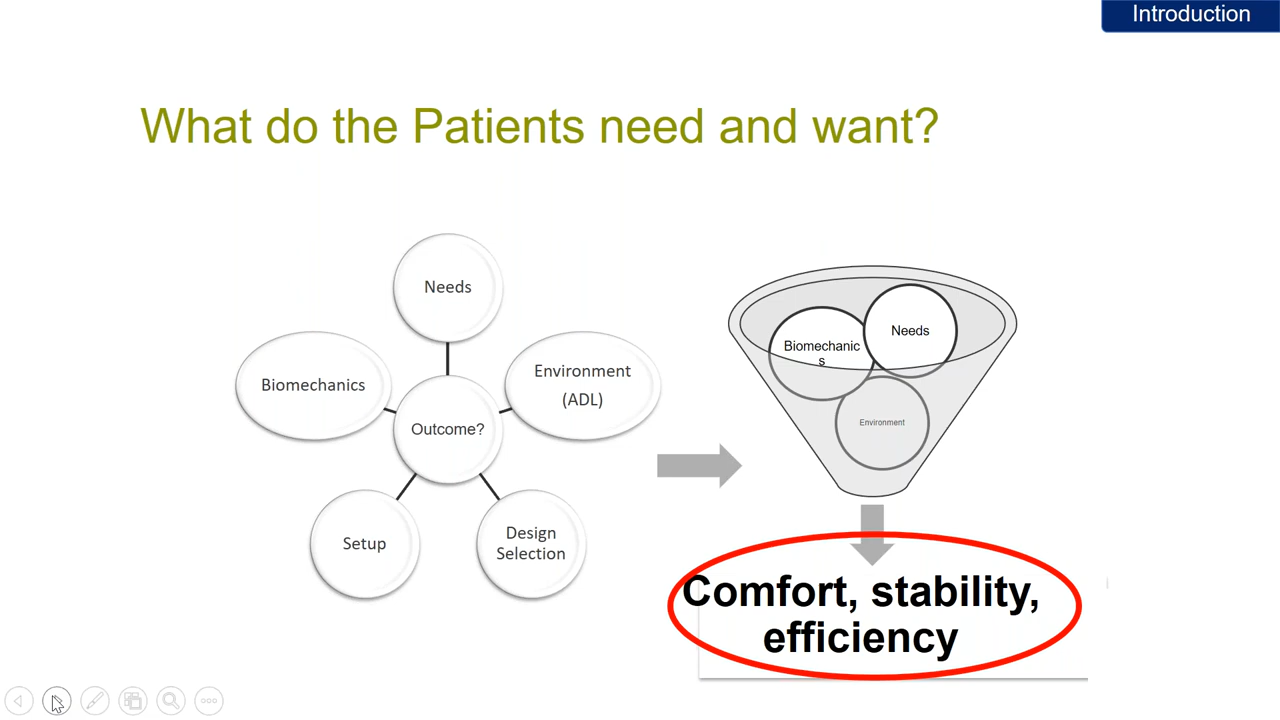 Introduction
What do the Patients need and want?
Needs
Biomechanics
Environment
(ADL)
Outcome?
Setup
Design
Selection
Biomechanic
s
Needs
Environment
Comfort, stability,
efficiency